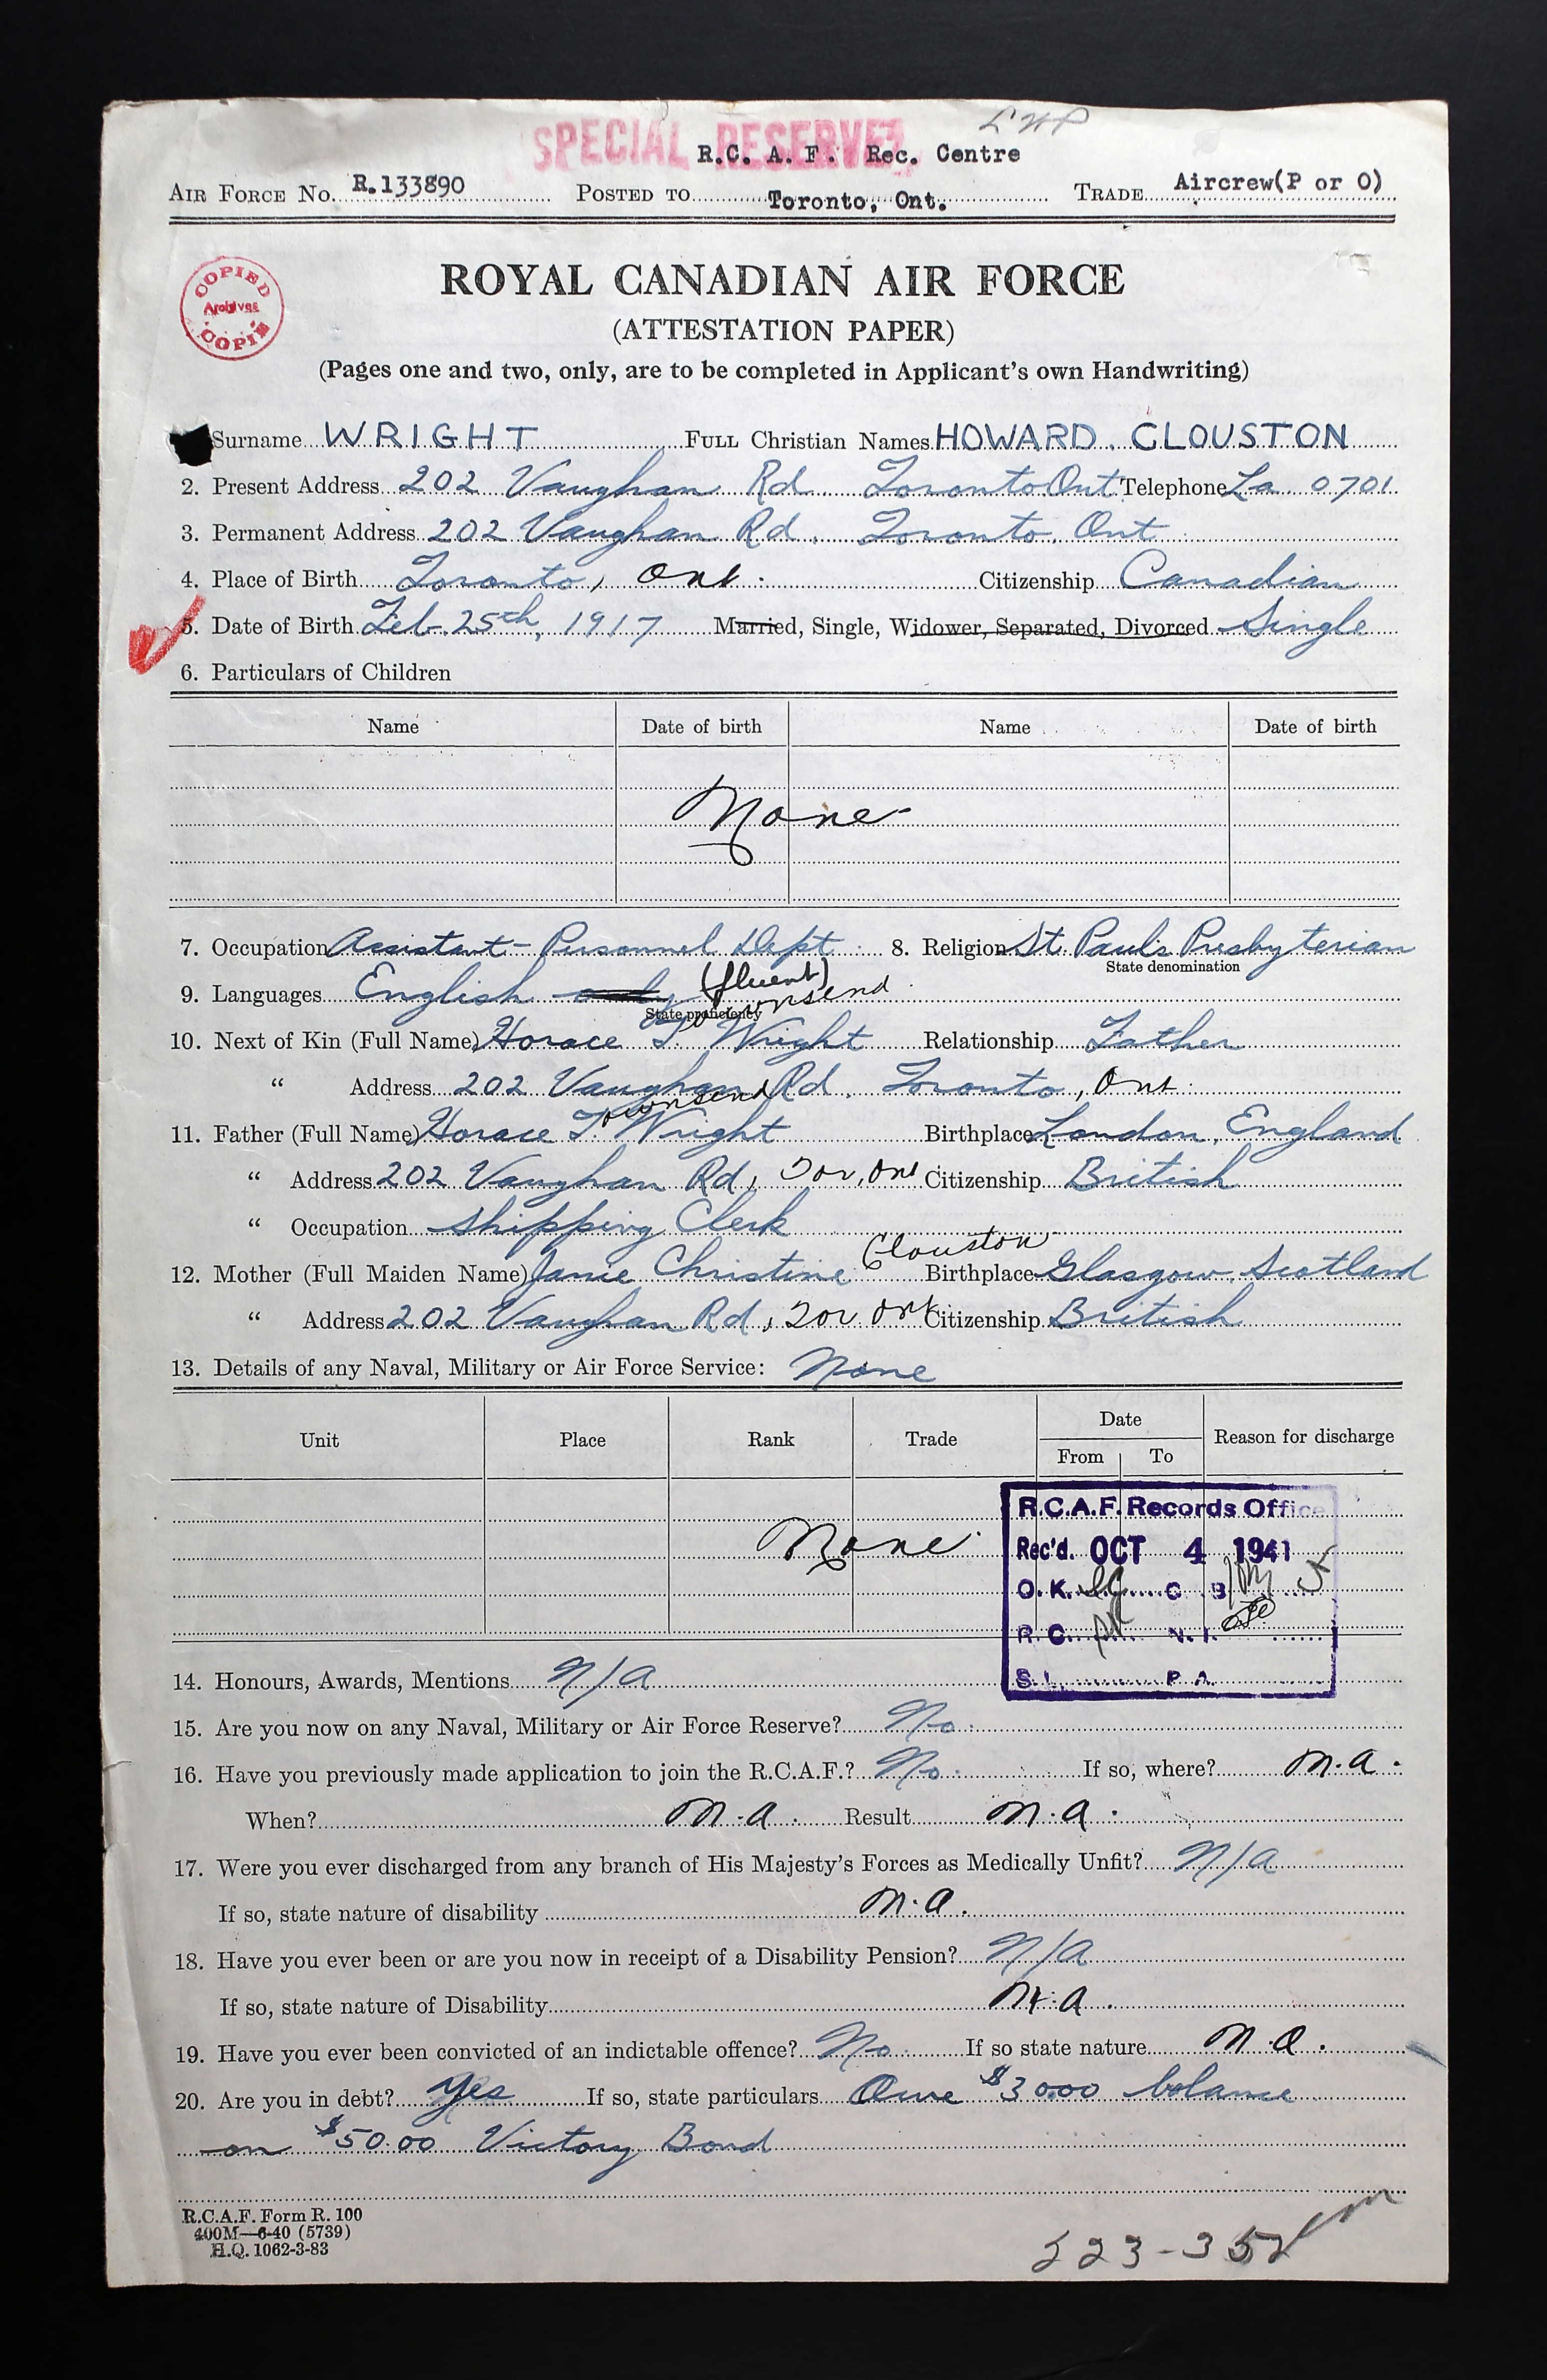 SPECIAL RESERVE
R.C.A.F. Rec. Centre
AIR FORCE No. R.133890 POSTED TO Toronto, Ont. TRADE Aircrew(P or O)
COPIED
Archives
COPIE
ROYAL CANADIAN AIR FORCE
(ATTESTATION PAPER)
(Pages one and two, only, are to be completed in Applicant's own Handwriting)
Surname WRIGHT FULL Christian Names HOWARD. CLOUSTON
2. Present Address 202 Vaughan Rd Toronto Ont Telephone La 0701
3. Permanent Address 202 Vaughan Rd. Toronto, Ont
4. Place of Birth Toronto, Ont. Citizenship Canadian
5. Date of Birth Feb. 25th, 1917 Married, Single, Widower, Separated, Divorced Single
6. Particulars of Children
Name Date of birth Name Date of birth
None
7. Occupation Assistant - Personnel Dept. 8. Religion St. Paul's Presbyterian
State denomination
9. Languages English only (fluent)
State proficiency
Townsend
10. Next of Kin (Full Name) Horace T. Wright Relationship Father
" Address 202 Vaughan Rd. Toronto, Ont.
Townsend
11. Father (Full Name) Horace T. Wright Birthplace London, England
" Address 202 Vaughan Rd, Tor, Ont Citizenship British
" Occupation Shipping Clerk
Clouston
12. Mother (Full Maiden Name) Janie Christine Birthplace Glasgow, Scotland
" Address 202 Vaughan Rd, Tor Ont. Citizenship British
13. Details of any Naval, Military or Air Force Service: None
Unit Place Rank Trade Date Reason for discharge
From To
None
R.C.A.F. Records Office
Rec'd. OCT 4 1941
O.K. C B
R.C. N.I.
S.L. P.A.
14. Honours, Awards, Mentions N/A
15. Are you now on any Naval, Military or Air Force Reserve? No.
16. Have you previously made application to join the R.C.A.F.? No. If so, where? N.A.
When? N.A. Result N.A.
17. Were you ever discharged from any branch of His Majesty's Forces as Medically Unfit? N/A
If so, state nature of disability N.A.
18. Have you ever been or are you now in receipt of a Disability Pension? N/A
If so, state nature of Disability N.A.
19. Have you ever been convicted of an indictable offence? No If so state nature N.A.
20. Are you in debt? Yes If so, state particulars Owe $30.00 balance
on $50.00 Victory Bond
R.C.A.F. Form R. 100
400M—6-40 (5739)
H.Q. 1062-3-83
223-352